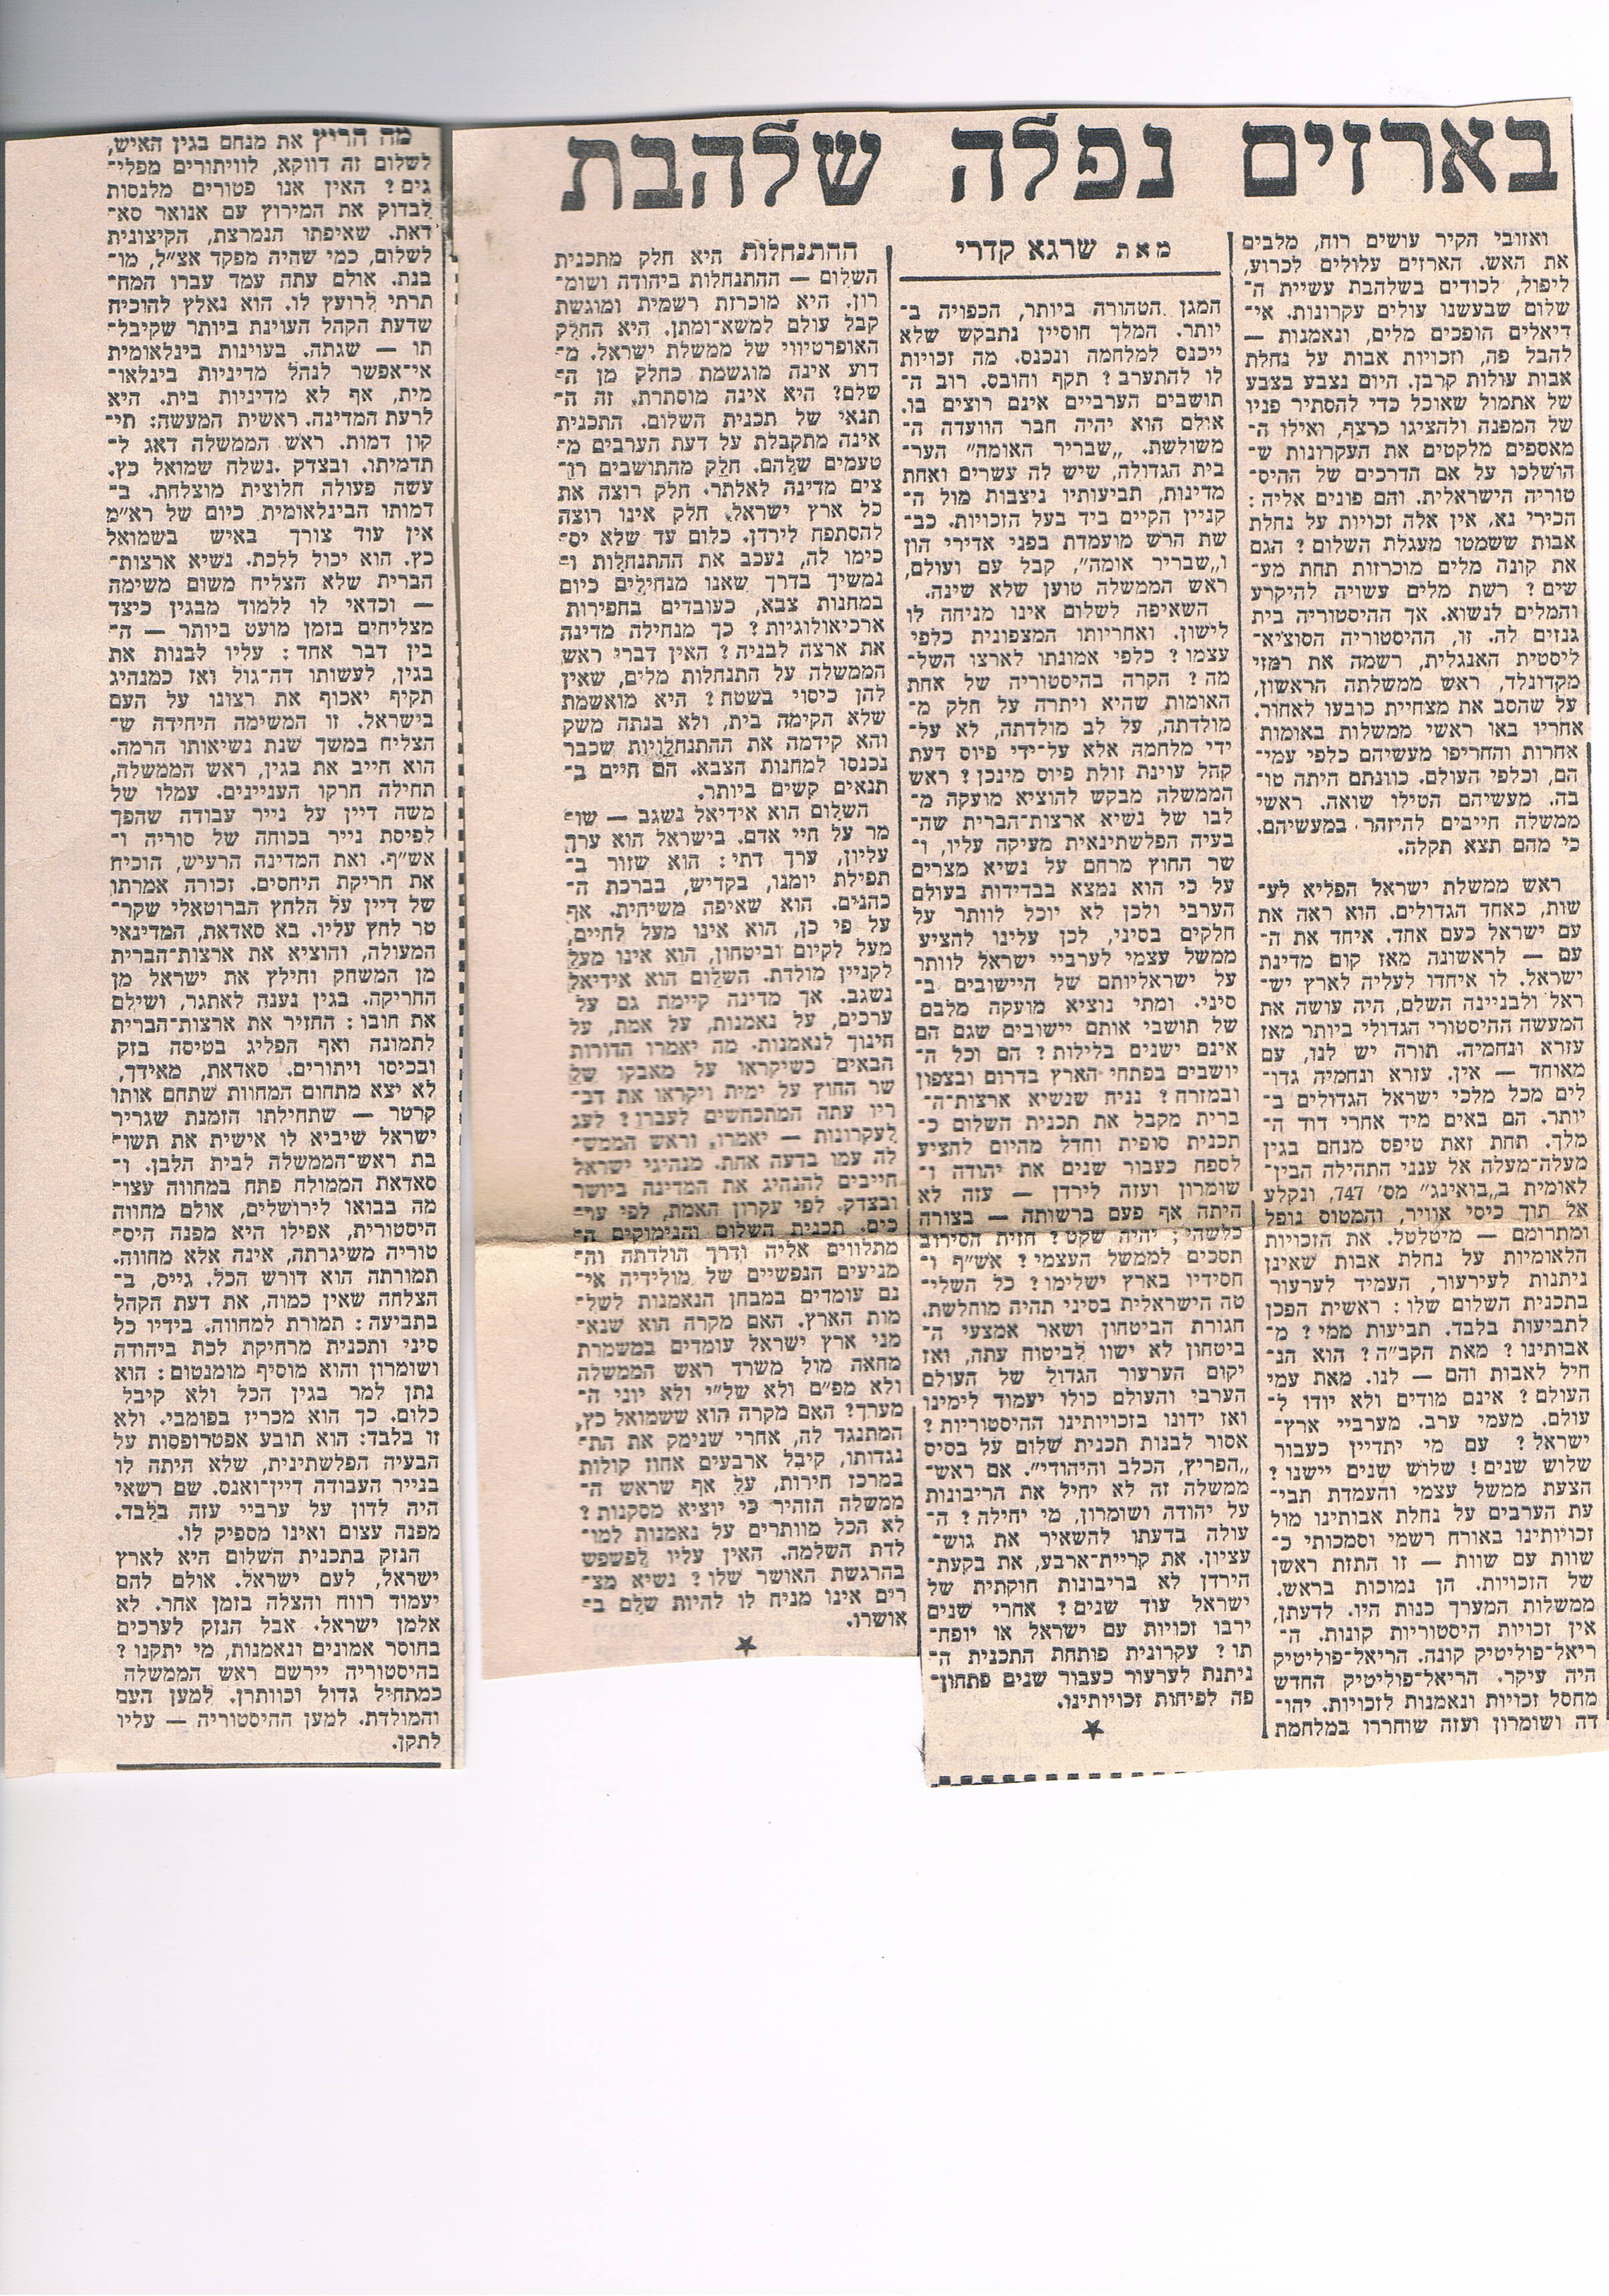 בארזים נפלה שלהבת
ואזובי הקיר עושים רוח, מלבים
את האש. הארזים עלולים לכרוע,
ליפול, לכודים בשלהבת עשיית ה־
שלום שבעשנו עולים עקרונות. אי־
דיאלים הופכים מלים, ונאמנות —
להבל פה, וזכויות אבות על נחלת
אבות עולות קרבן. היום נצבע בצבע
של אתמול שאוכל כדי להסתיר פניו
של המפנה ולהציגו כרצף, ואילו ה־
מאספים מלקטים את העקרונות ש־
הושלכו על אם הדרכים של ההיס־
טוריה הישראלית. והם פונים אליה:
הכירי נא, אין אלה זכויות על נחלת
אבות ששמטו מעגלת השלום? הגם
את קונה מלים מוכרזות תחת מע־
שים? רשת מלים עשויה להיקרע
והמלים לנשוא. אך ההיסטוריה בית
גנזים לה. זו, ההיסטוריה הסוציא־
ליסטית האנגלית, רשמה את רמזי
מקדונלד, ראש ממשלתה הראשון,
על שהסב את מצחיית כובעו לאחור.
אחריו באו ראשי ממשלות באומות
אחרות והחריפו מעשיהם כלפי עמי־
הם, וכלפי העולם. כוונתם היתה טו־
בה. מעשיהם הטילו שואה. ראשי
ממשלה חייבים להיזהר במעשיהם.
כי מהם תצא תקלה.
ראש ממשלת ישראל הפליא לע־
שות, כאחד הגדולים. הוא ראה את
עם ישראל כעם אחד. איחד את ה־
עם — לראשונה מאז קום מדינת
ישראל. לו איחדו לעליה לארץ יש־
ראל ולבניינה השלם, היה עושה את
המעשה ההיסטורי הגדולי ביותר מאז
עזרא ונחמיה. תורה יש לנו, עם
מאוחד — אין. עזרא ונחמיה גדו־
לים מכל מלכי ישראל הגדולים ב־
יותר. הם באים מיד אחרי דוד ה־
מלך. תחת זאת טיפס מנחם בגין
מעלה־מעלה אל ענני התהילה הבין־
לאומית ב„בואינג” מס' 747, ונקלע
אל תוך כיסי אוויר, והמטוס נופל
ומתרומם — מיטלטל. את הזכויות
הלאומיות על נחלת אבות שאינן
ניתנות לעירעור, העמיד לערעור
בתכנית השלום שלו: ראשית הפכן
לתביעות בלבד. תביעות ממי? מ־
אבותינו? מאת הקב״ה? הוא הנ־
חיל לאבות והם — לנו. מאת עמי
העולם? אינם מודים ולא יודו ל־
עולם. מעמי ערב. מערביי ארץ־
ישראל? עם מי יתדיין כעבור
שלוש שנים! שלוש שנים יישנו?
הצעת ממשל עצמי והעמדת תבי־
עת הערבים על נחלת אבותינו מול
זכויותינו באורח רשמי וסמכותי כ־
שוות עם שוות — זו התזת ראשן
של הזכויות. הן נמוכות בראש.
ממשלות המערך כנות היו. לדעתן,
אין זכויות היסטוריות קונות. ה־
ריאל־פוליטיק קונה. הריאל־פוליטיק
היה עיקר. הריאל־פוליטיק החדש
מחסל זכויות ונאמנות לזכויות. יהו־
דה ושומרון ועזה שוחררו במלחמת
מאת שרגא קדרי
המגן הטהורה ביותר, הכפויה ב־
יותר. המלך חוסיין נתבקש שלא
ייכנס למלחמה ונכנס. מה זכויות
לו להתערב? תקף והובס. רוב ה־
תושבים הערביים אינם רוצים בו.
אולם הוא יהיה חבר הוועדה ה־
משולשת. „שבריר האומה” הער־
בית הגדולה, שיש לה עשרים ואחת
מדינות, תביעותיו ניצבות מול ה־
קניין הקיים ביד בעל הזכויות. כב־
שת הרש מועמדת בפני אדירי הון
ו„שבריר אומה”, קבל עם ועולם,
ראש הממשלה טוען שלא שינה.
השאיפה לשלום אינו מניחה לו
לישון. ואחריותו המצפונית כלפי
עצמו? כלפי אמונתו לארצו השל־
מה? הקרה בהיסטוריה של אחת
האומות שהיא ויתרה על חלק מ־
מולדתה, על לב מולדתה, לא על־
ידי מלחמה אלא על־ידי פיוס דעת
קהל עוינת זולת פיוס מינכן? ראש
הממשלה מבקש להוציא מועקה מ־
לבו של נשיא ארצות־הברית שה־
בעיה הפלשתינאית מעיקה עליו, ו־
שר החוץ מרחם על נשיא מצרים
על כי הוא נמצא בבדידות בעולם
הערבי ולכן לא יוכל לוותר על
חלקים בסיני, לכן עלינו להציע
ממשל עצמי לערביי ישראל לוותר
על ישראליותם של היישובים ב־
סיני. ומתי נוציא מועקה מלבם
של תושבי אותם יישובים שגם הם
אינם ישנים בלילות? הם וכל ה־
יושבים בפתחי הארץ בדרום ובצפון
ובמזרח? נניח שנשיא ארצות־ה־
ברית מקבל את תכנית השלום כ־
תכנית סופית וחדל מהיום להציע
לספח כעבור שנים את יהודה ו־
שומרון ועזה לירדן — עזה לא
היתה אף פעם ברשותה — בצורה
כלשהי; יהיה שקט? חזית הסירוב
תסכים לממשל העצמי? אש״ף ו־
חסידיו בארץ ישלימו? כל השלי־
טה הישראלית בסיני תהיה מוחלשת.
חגורת הביטחון ושאר אמצעי ה־
ביטחון לא ישוו לביטוח עתה, ואז
יקום הערעור הגדול של העולם
הערבי והעולם כולו יעמוד לימינו
ואז ידונו בזכויותינו ההיסטוריות?
אסור לבנות תכנית שלום על בסיס
„הפריץ, הכלב והיהודי”. אם ראש־
ממשלה זה לא יחיל את הריבונות
על יהודה ושומרון, מי יחילה? ה־
עולה בדעתו להשאיר את גוש־
עציון. את קריית־ארבע, את בקעת־
הירדן לא בריבונות חוקתית של
ישראל עוד שנים? אחרי שנים
ירבו זכויות עם ישראל או יופח־
תו? עקרונית פותחת התכנית ה־
ניתנת לערעור כעבור שנים פתחון־
פה לפיחות זכויותינו.
★
ההתנחלות היא חלק מתכנית
השלום — ההתנחלות ביהודה ושומ־
רון. היא מוכרזת רשמית ומוגשת
קבל עולם למשא־ומתן. היא החלק
האופרטיווי של ממשלת ישראל. מ־
דוע אינה מוגשמת כחלק מן ה־
שלם? היא אינה מוסתרת. זה ה־
תנאי של תכנית השלום. התכנית
אינה מתקבלת על דעת הערבים מ־
טעמים שלהם. חלק מהתושבים רו־
צים מדינה לאלתר. חלק רוצה את
כל ארץ ישראל. חלק אינו רוצה
להסתפח לירדן. כלום עד שלא יס־
כימו לה, נעכב את ההתנחלות ו־
נמשיך בדרך שאנו מנחילים כיום
במחנות צבא, כעובדים בחפירות
ארכיאולוגיות? כך מנחילה מדינה
את ארצה לבניה? האין דברי ראש
הממשלה על התנחלות מלים, שאין
להן כיסוי בשטח? היא מואשמת
שלא הקימה בית, ולא בנתה משק
והא קידמה את ההתנחלויות שכבר
נכנסו למחנות הצבא. הם חיים ב־
תנאים קשים ביותר.
השלום הוא אידיאל נשגב — שו־
מר על חיי אדם. בישראל הוא ערך
עליון, ערך דתי: הוא שזור ב־
תפילת יומנו, בקדיש, בברכת ה־
כהנים. הוא שאיפה משיחית. אף
על פי כן, הוא אינו מעל לחיים,
מעל לקיום וביטחון, הוא אינו מעל
לקניין מולדת. השלום הוא אידיאל
נשגב. אך מדינה קיימת גם על
ערכים, על נאמנות, על אמת, על
חינוך לנאמנות. מה יאמרו הדורות
הבאים כשיקראו על מאבקו של
שר החוץ על ימית ויקראו את דב־
ריו עתה המתכחשים לעברו? לעג
לעקרונות — יאמרו, וראש הממש־
לה עמו בדעה אחת. מנהיגי ישראל
חייבים להנהיג את המדינה ביושר
ובצדק. לפי עקרון האמת, לפי ער־
כים. תכנית השלום והנימוקים ה־
מתלווים אליה ודרך הולדתה וה־
מניעים הנפשיים של מולידיה אי־
נם עומדים במבחן הנאמנות לשל־
מות הארץ. האם מקרה הוא שנא־
מני ארץ ישראל עומדים במשמרת
מחאה מול משרד ראש הממשלה
ולא מפ״ם ולא של״י ולא יוני ה־
מערך? האם מקרה הוא ששמואל כץ,
המתנגד לה, אחרי שנימק את הת־
נגדותו, קיבל ארבעים אחוז קולות
במרכז חירות, על אף שראש ה־
ממשלה הזהיר כי יוציא מסקנות?
לא הכל מוותרים על נאמנות למו־
לדת השלמה. האין עליו לפשפש
בהרגשת האושר שלו? נשיא מצ־
רים אינו מניח לו להיות שלם ב־
אושרו.
★
מה הריץ את מנחם בגין האיש,
לשלום זה דווקא, לוויתורים מפלי־
גים? האין אנו פטורים מלנסות
לבדוק את המירוץ עם אנואר סא־
דאת. שאיפתו הנמרצת, הקיצונית
לשלום, כמי שהיה מפקד אצ״ל, מו־
בנת. אולם עתה עמד עברו המח־
תרתי לרועץ לו. הוא נאלץ להוכיח
שדעת הקהל העוינת ביותר שקיבל־
תו — שגתה. בעוינות בינלאומית
אי־אפשר לנהל מדיניות בינלאו־
מית, אף לא מדיניות בית. היא
לרעת המדינה. ראשית המעשה: תי־
קון דמות. ראש הממשלה דאג ל־
תדמיתו. ובצדק. נשלח שמואל כץ.
עשה פעולה חלוצית מוצלחת. ב־
דמותו הבינלאומית כיום של רא״מ
אין עוד צורך באיש בשמואל
כץ. הוא יכול ללכת. נשיא ארצות־
הברית שלא הצליח משום משימה
— וכדאי לו ללמוד מבגין כיצד
מצליחים בזמן מועט ביותר — ה־
בין דבר אחד: עליו לבנות את
בגין, לעשותו דה־גול ואז כמנהיג
תקיף יאכוף את רצונו על העם
בישראל. זו המשימה היחידה ש־
הצליח במשך שנת נשיאותו הרמה.
הוא חייב את בגין, ראש הממשלה,
תחילה חרקו העניינים. עמלו של
משה דיין על נייר עבודה שהפך
לפיסת נייר בכוחה של סוריה ו־
אש״ף. ואת המדינה הרעיש, הוכיח
את חריקת היחסים. זכורה אמרתו
של דיין על הלחץ הברוטאלי שקר־
טר לחץ עליו. בא סאדאת, המדינאי
המעולה, והוציא את ארצות־הברית
מן המשחק וחילץ את ישראל מן
החריקה. בגין נענה לאתגר, ושילם
את חובו: החזיר את ארצות־הברית
לתמונה ואף הפליג בטיסה בזק
ובכיסו ויתורים. סאדאת, מאידך,
לא יצא מתחום המחוות שתחם אותו
קרטר — שתחילתו הזמנת שגריר
ישראל שיביא לו אישית את תשו־
בת ראש־הממשלה לבית הלבן. ו־
סאדאת הממולח פתח במחווה עצו־
מה בבואו לירושלים, אולם מחווה
היסטורית, אפילו היא מפנה היס־
טוריה משיגרתה, אינה אלא מחווה.
תמורתה הוא דורש הכל. גייס, ב־
הצלחה שאין כמוה, את דעת הקהל
בתביעה: תמורת למחווה. בידיו כל
סיני ותכנית מרחיקת לכת ביהודה
ושומרון והוא מוסיף מומנטום: הוא
נתן למר בגין הכל ולא קיבל
כלום. כך הוא מכריז בפומבי. ולא
זו בלבד: הוא תובע אפטרופסות על
הבעיה הפלשתינית, שלא היתה לו
בנייר העבודה דיין־ואנס. שם רשאי
היה לדון על ערביי עזה בלבד.
מפנה עצום ואינו מספיק לו.
הנזק בתכנית השלום היא לארץ
ישראל, לעם ישראל. אולם להם
יעמוד רווח והצלה בזמן אחר. לא
אלמן ישראל. אבל הנזק לערכים
בחוסר אמונים ונאמנות, מי יתקנו?
בהיסטוריה יירשם ראש הממשלה
כמתחיל גדול וכוותרן. למען העם
והמולדת. למען ההיסטוריה — עליו
לתקן.